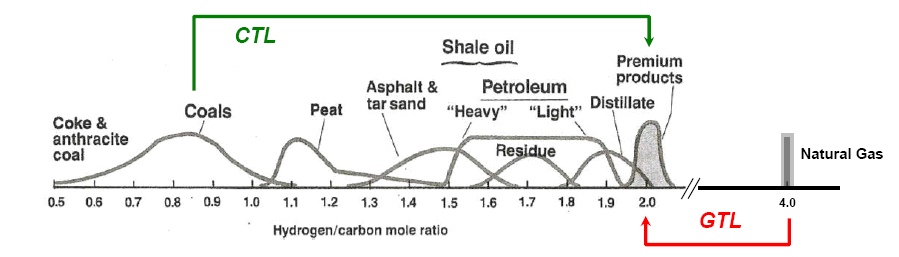 CTL
Shale oil
Premium
products
Asphalt &
tar sand
Petroleum
"Heavy"
"Light"
Distillate
Coke &
anthracite
coal
Coals
Peat
Residue
Natural Gas
0.5 0.6 0.7 0.8 0.9 1.0 1.1 1.2 1.3 1.4 1.5 1.6 1.7 1.8 1.9 2.0 4.0
GTL
Hydrogen/carbon mole ratio